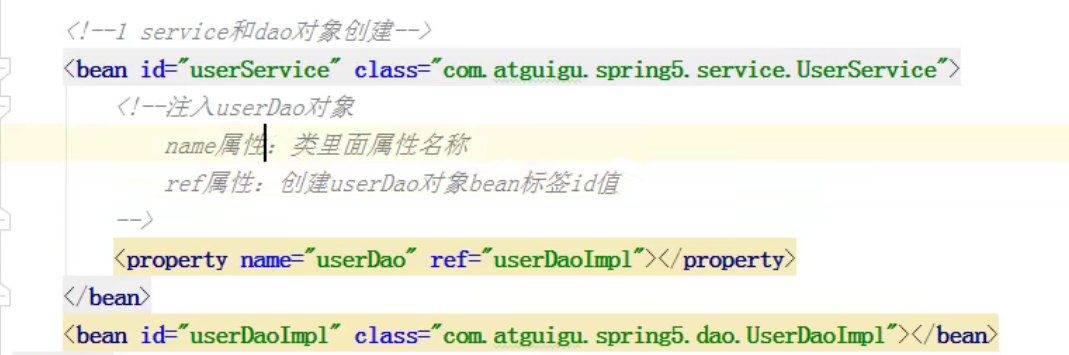 <!--1 service和dao对象创建-->
<bean id="userService" class="com.atguigu.spring5.service.UserService">
<!--注入userDao对象
name属性：类里面属性名称
ref属性：创建userDao对象bean标签id值
-->
<property name="userDao" ref="userDaoImpl"></property>
</bean>
<bean id="userDaoImpl" class="com.atguigu.spring5.dao.UserDaoImpl"></bean>